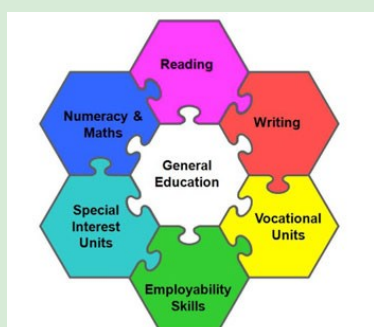 Reading
Numeracy &
Maths
Writing
General
Education
Special
Interest
Units
Vocational
Units
Employability
Skills